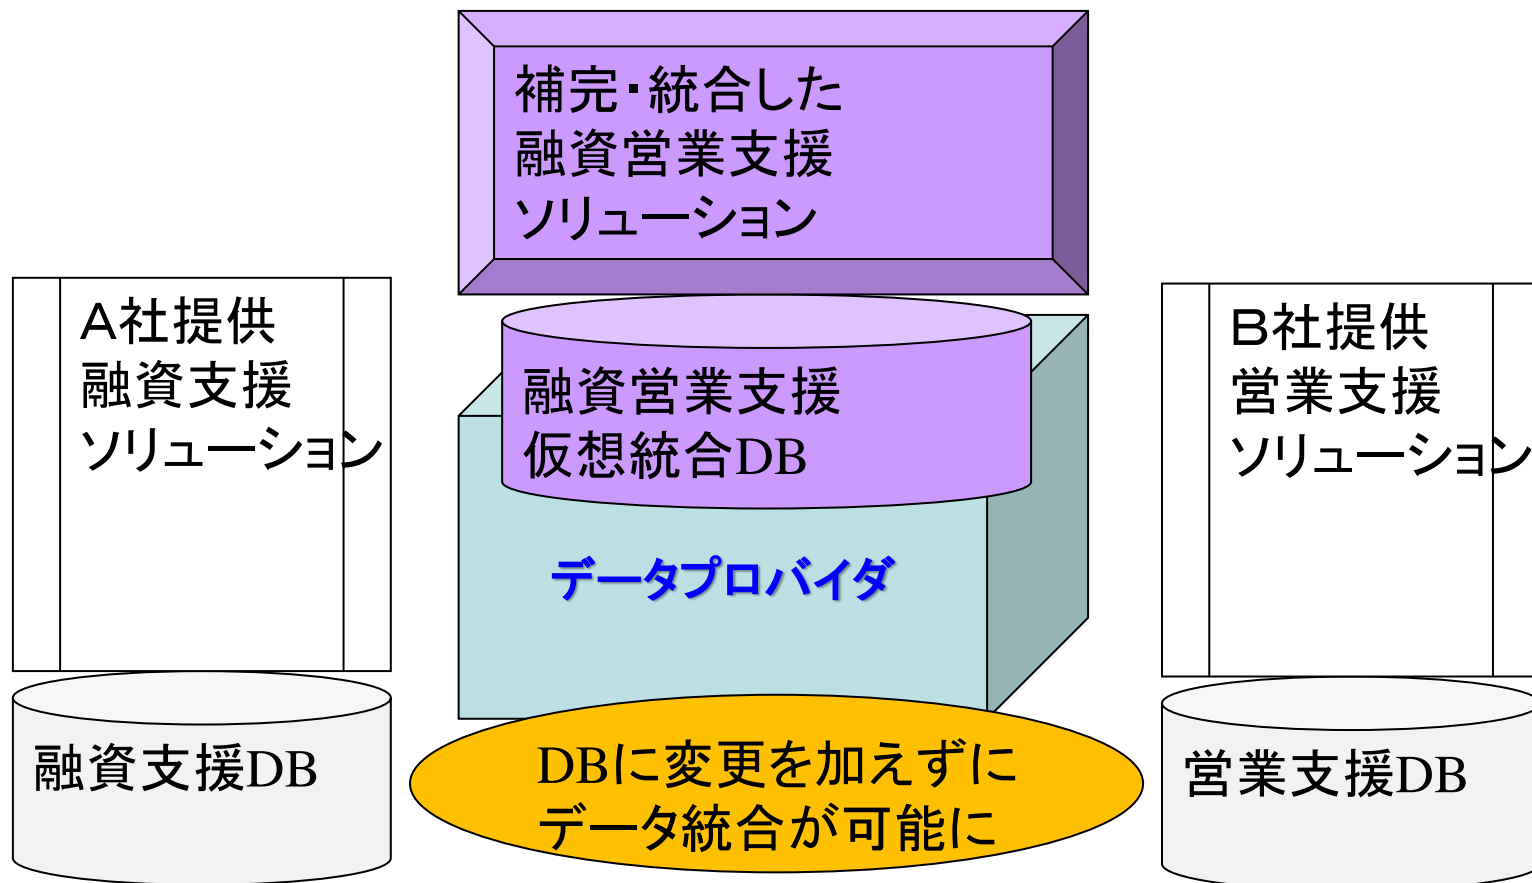 補完・統合した
融資営業支援
ソリューション
Ａ社提供
融資支援
ソリューション
融資営業支援
仮想統合DB
Ｂ社提供
営業支援
ソリューション
データプロバイダ
融資支援DB
DBに変更を加えずに
データ統合が可能に
営業支援DB